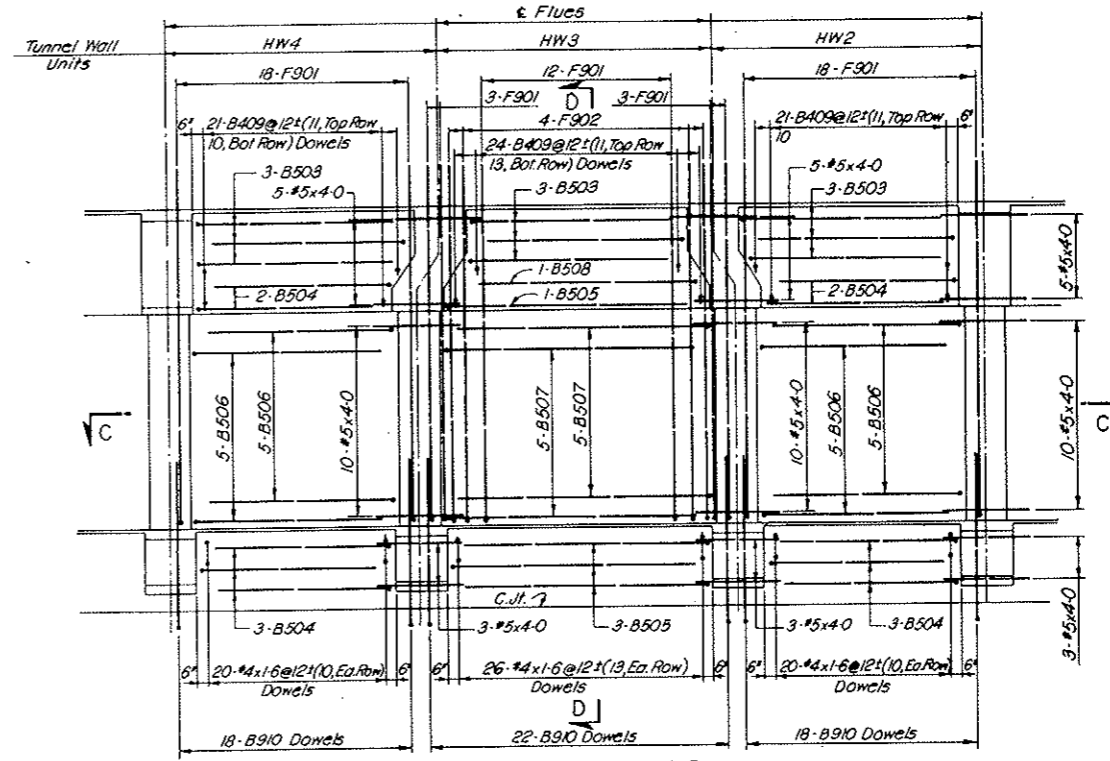 ℄ Flues
Tunnel Wall
Units
HW4
HW3
HW2
18-F901
12-F901
18-F901
D
3-F901
3-F901
4-F902
6"
21-B409@12±(11,Top Row
10, Bot Row) Dowels
24-B409@12±(11,Top Row
13, Bot. Row) Dowels
21-B409@12±(11, Top Row
10
6"
3-B503
5-#5x4-0
3-B503
5-#5x4-0
3-B503
1-B508
1-B505
2-B504
2-B504
5-#5x4-0
5-B506
5-B506
10-#5x4-0
5-B507
5-B507
10-#5x4-0
5-B506
5-B506
10-#5x4-0
C
C
C.Jt.
3-B504
3-#5x4-0
3-B505
3-#5x4-0
3-B504
3-#5x4-0
6"
20-#4x1-6@12±(10,Ea.Row)
Dowels
6"
6"
26-#4x1-6@12±(13,Ea.Row)
Dowels
6"
6"
20-#4x1-6@12±(10,Ea.Row)
Dowels
6"
D
18-B910 Dowels
22-B910 Dowels
18-B910 Dowels